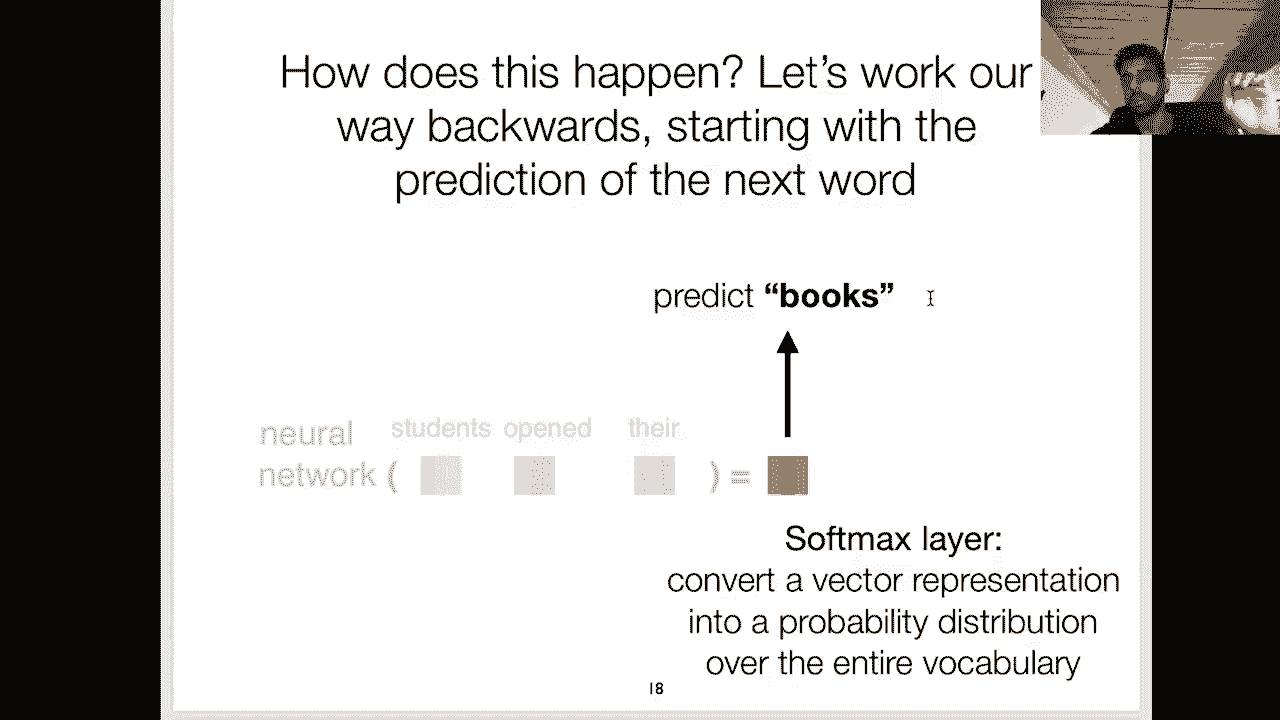 How does this happen? Let's work our
way backwards, starting with the
prediction of the next word
predict "books"
neural
students opened their
network ( ) =
Softmax layer:
convert a vector representation
into a probability distribution
over the entire vocabulary
18